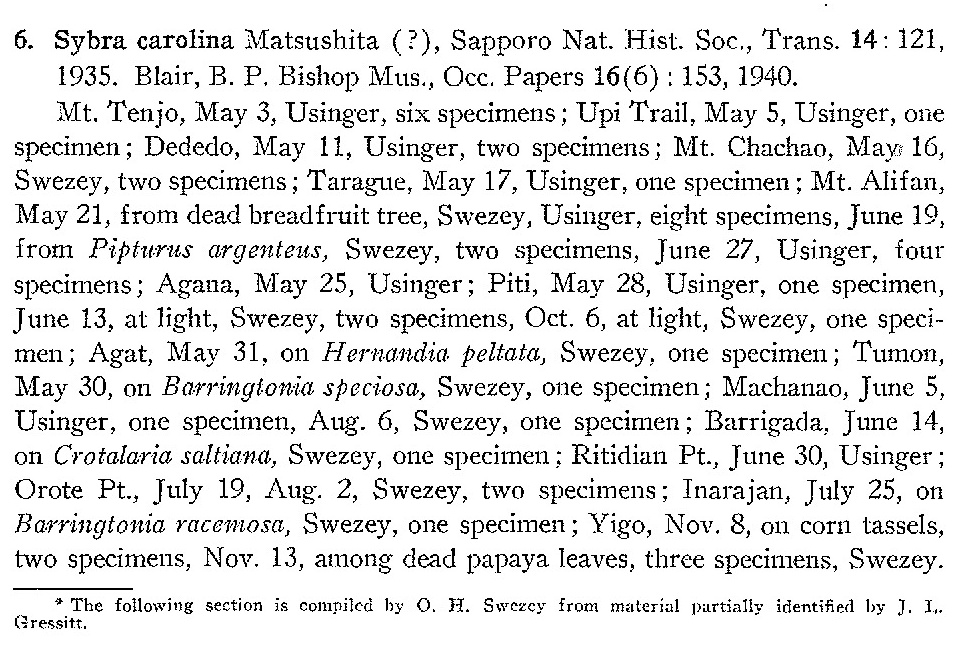 6. Sybra carolina Matsushita (?), Sapporo Nat. Hist. Soc., Trans. 14: 121,
1935. Blair, B. P. Bishop Mus., Occ. Papers 16(6): 153, 1940.
Mt. Tenjo, May 3, Usinger, six specimens; Upi Trail, May 5, Usinger, one
specimen; Dededo, May 11, Usinger, two specimens; Mt. Chachao, May 16,
Swezey, two specimens; Tarague, May 17, Usinger, one specimen; Mt. Alifan,
May 21, from dead breadfruit tree, Swezey, Usinger, eight specimens, June 19,
from Pipturus argenteus, Swezey, two specimens, June 27, Usinger, four
specimens; Agana, May 25, Usinger; Piti, May 28, Usinger, one specimen,
June 13, at light, Swezey, two specimens, Oct. 6, at light, Swezey, one speci-
men; Agat, May 31, on Hernandia peltata, Swezey, one specimen; Tumon,
May 30, on Barringtonia speciosa, Swezey, one specimen; Machanao, June 5,
Usinger, one specimen, Aug. 6, Swezey, one specimen; Barrigada, June 14,
on Crotalaria saltiana, Swezey, one specimen; Ritidian Pt., June 30, Usinger;
Orote Pt., July 19, Aug. 2, Swezey, two specimens; Inarajan, July 25, on
Barringtonia racemosa, Swezey, one specimen; Yigo, Nov. 8, on corn tassels,
two specimens, Nov. 13, among dead papaya leaves, three specimens, Swezey.
* The following section is compiled by O. H. Swezey from material partially identified by J. L.
Gressitt.